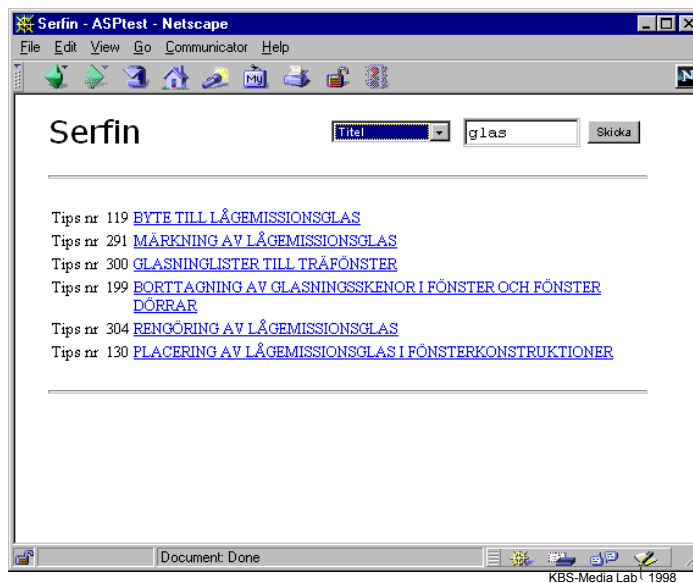 Serfin - ASPtest - Netscape
File Edit View Go Communicator Help
My
N
Serfin
Titel
glas
Skicka
Tips nr 119 BYTE TILL LÅGEMISSIONSGLAS
Tips nr 291 MÄRKNING AV LÅGEMISSIONSGLAS
Tips nr 300 GLASNINGLISTER TILL TRÄFÖNSTER
Tips nr 199 BORTTAGNING AV GLASNINGSSKENOR I FÖNSTER OCH FÖNSTER
DÖRRAR
Tips nr 304 RENGÖRING AV LÅGEMISSIONSGLAS
Tips nr 130 PLACERING AV LÅGEMISSIONSGLAS I FÖNSTERKONSTRUKTIONER
Document: Done
KBS-Media Lab 1998